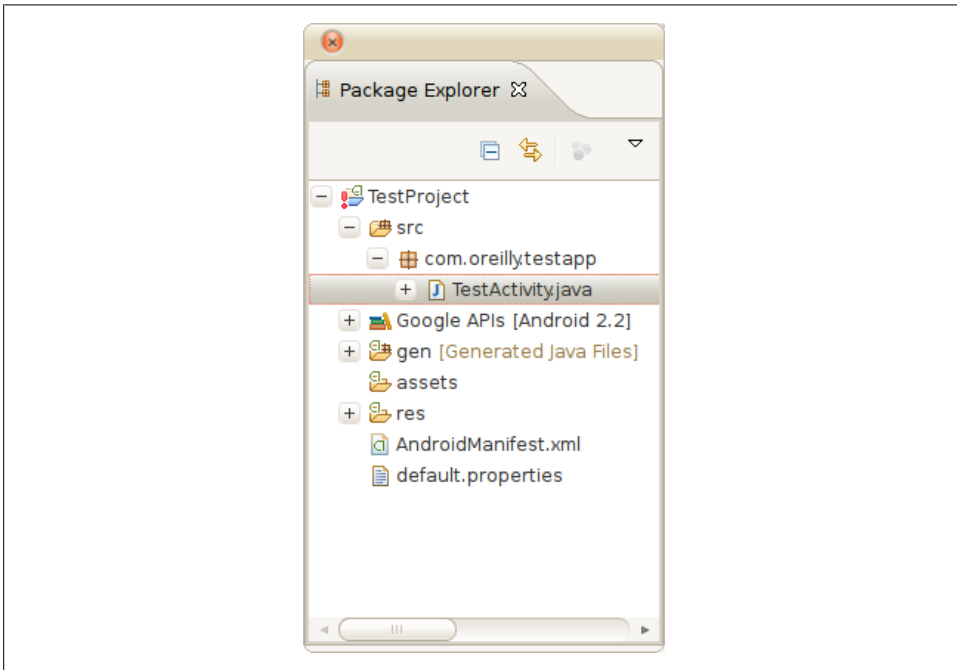 Package Explorer
TestProject
src
com.oreilly.testapp
TestActivity.java
Google APIs [Android 2.2]
gen [Generated Java Files]
assets
res
AndroidManifest.xml
default.properties